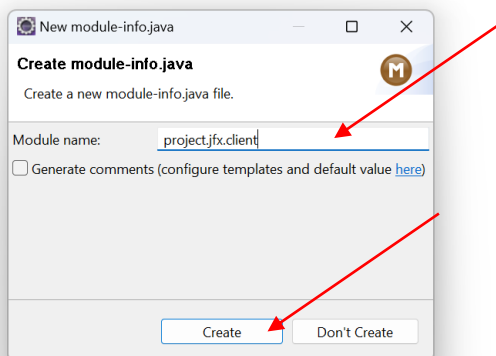 New module-info.java
Create module-info.java
M
Create a new module-info.java file.
Module name: project.jfx.client
Generate comments (configure templates and default value here)
Create Don't Create